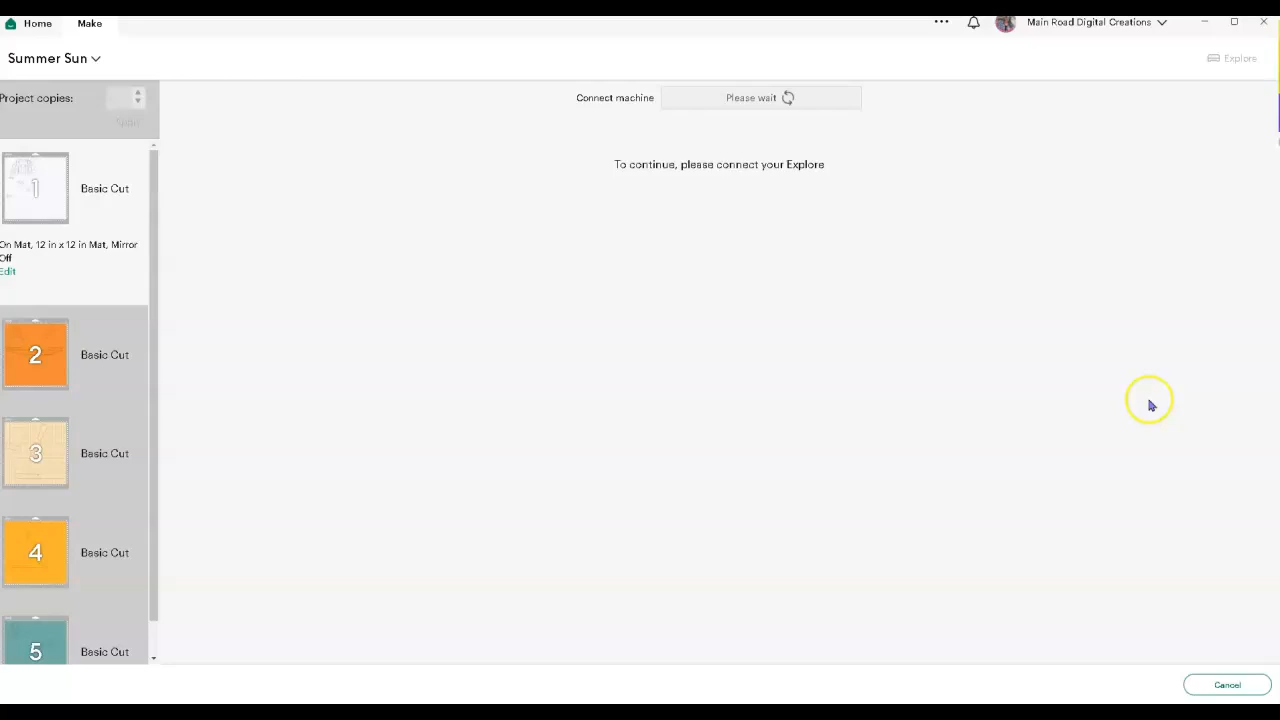 Home
Make
Main Road Digital Creations
Summer Sun
Explore
Project copies:
Connect machine
Please wait
To continue, please connect your Explore
1
Basic Cut
On Mat, 12 in x 12 in Mat, Mirror
Off
Edit
2
Basic Cut
3
Basic Cut
4
Basic Cut
5
Basic Cut
Cancel